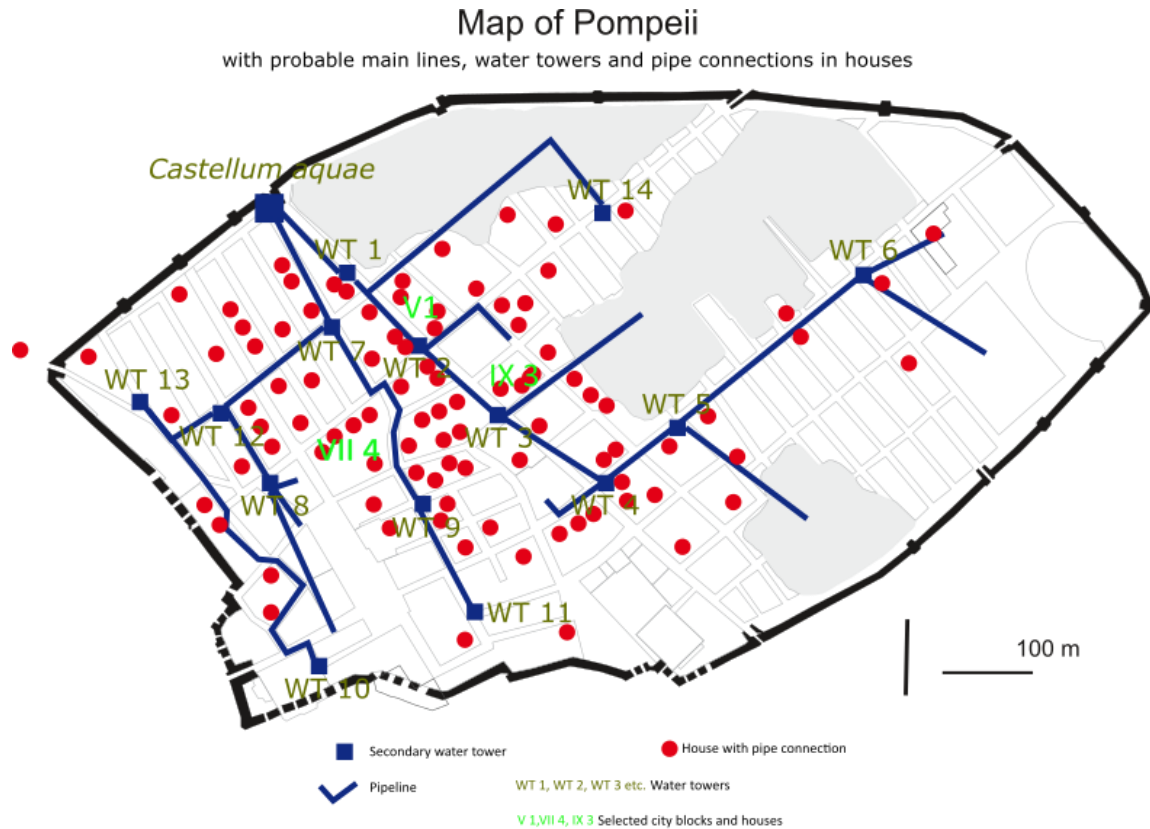 Map of Pompeii
with probable main lines, water towers and pipe connections in houses
Castellum aquae
WT 14
WT 1
WT 6
V1
WT 7
WT 2
WT 13
IX 3
WT 5
WT 12
WT 3
VII 4
WT 8
WT 4
WT 9
WT 11
WT 10
100 m
Secondary water tower
House with pipe connection
Pipeline
WT 1, WT 2, WT 3 etc. Water towers
V 1,VII 4, IX 3 Selected city blocks and houses